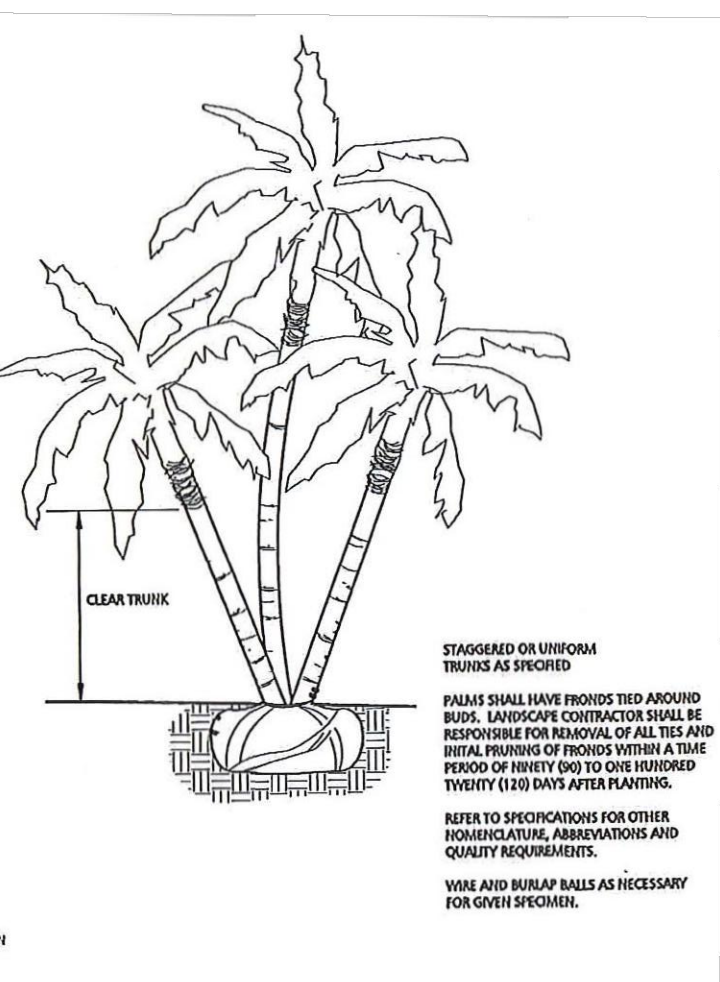 CLEAR TRUNK
STAGGERED OR UNIFORM
TRUNKS AS SPECIFIED
PALMS SHALL HAVE FRONDS TIED AROUND
BUDS. LANDSCAPE CONTRACTOR SHALL BE
RESPONSIBLE FOR REMOVAL OF ALL TIES AND
INITAL PRUNING OF FRONDS WITHIN A TIME
PERIOD OF NINETY (90) TO ONE HUNDRED
TWENTY (120) DAYS AFTER PLANTING.
REFER TO SPECIFICATIONS FOR OTHER
NOMENCLATURE, ABBREVIATIONS AND
QUALITY REQUIREMENTS.
WIRE AND BURLAP BALLS AS NECESSARY
FOR GIVEN SPECIMEN.